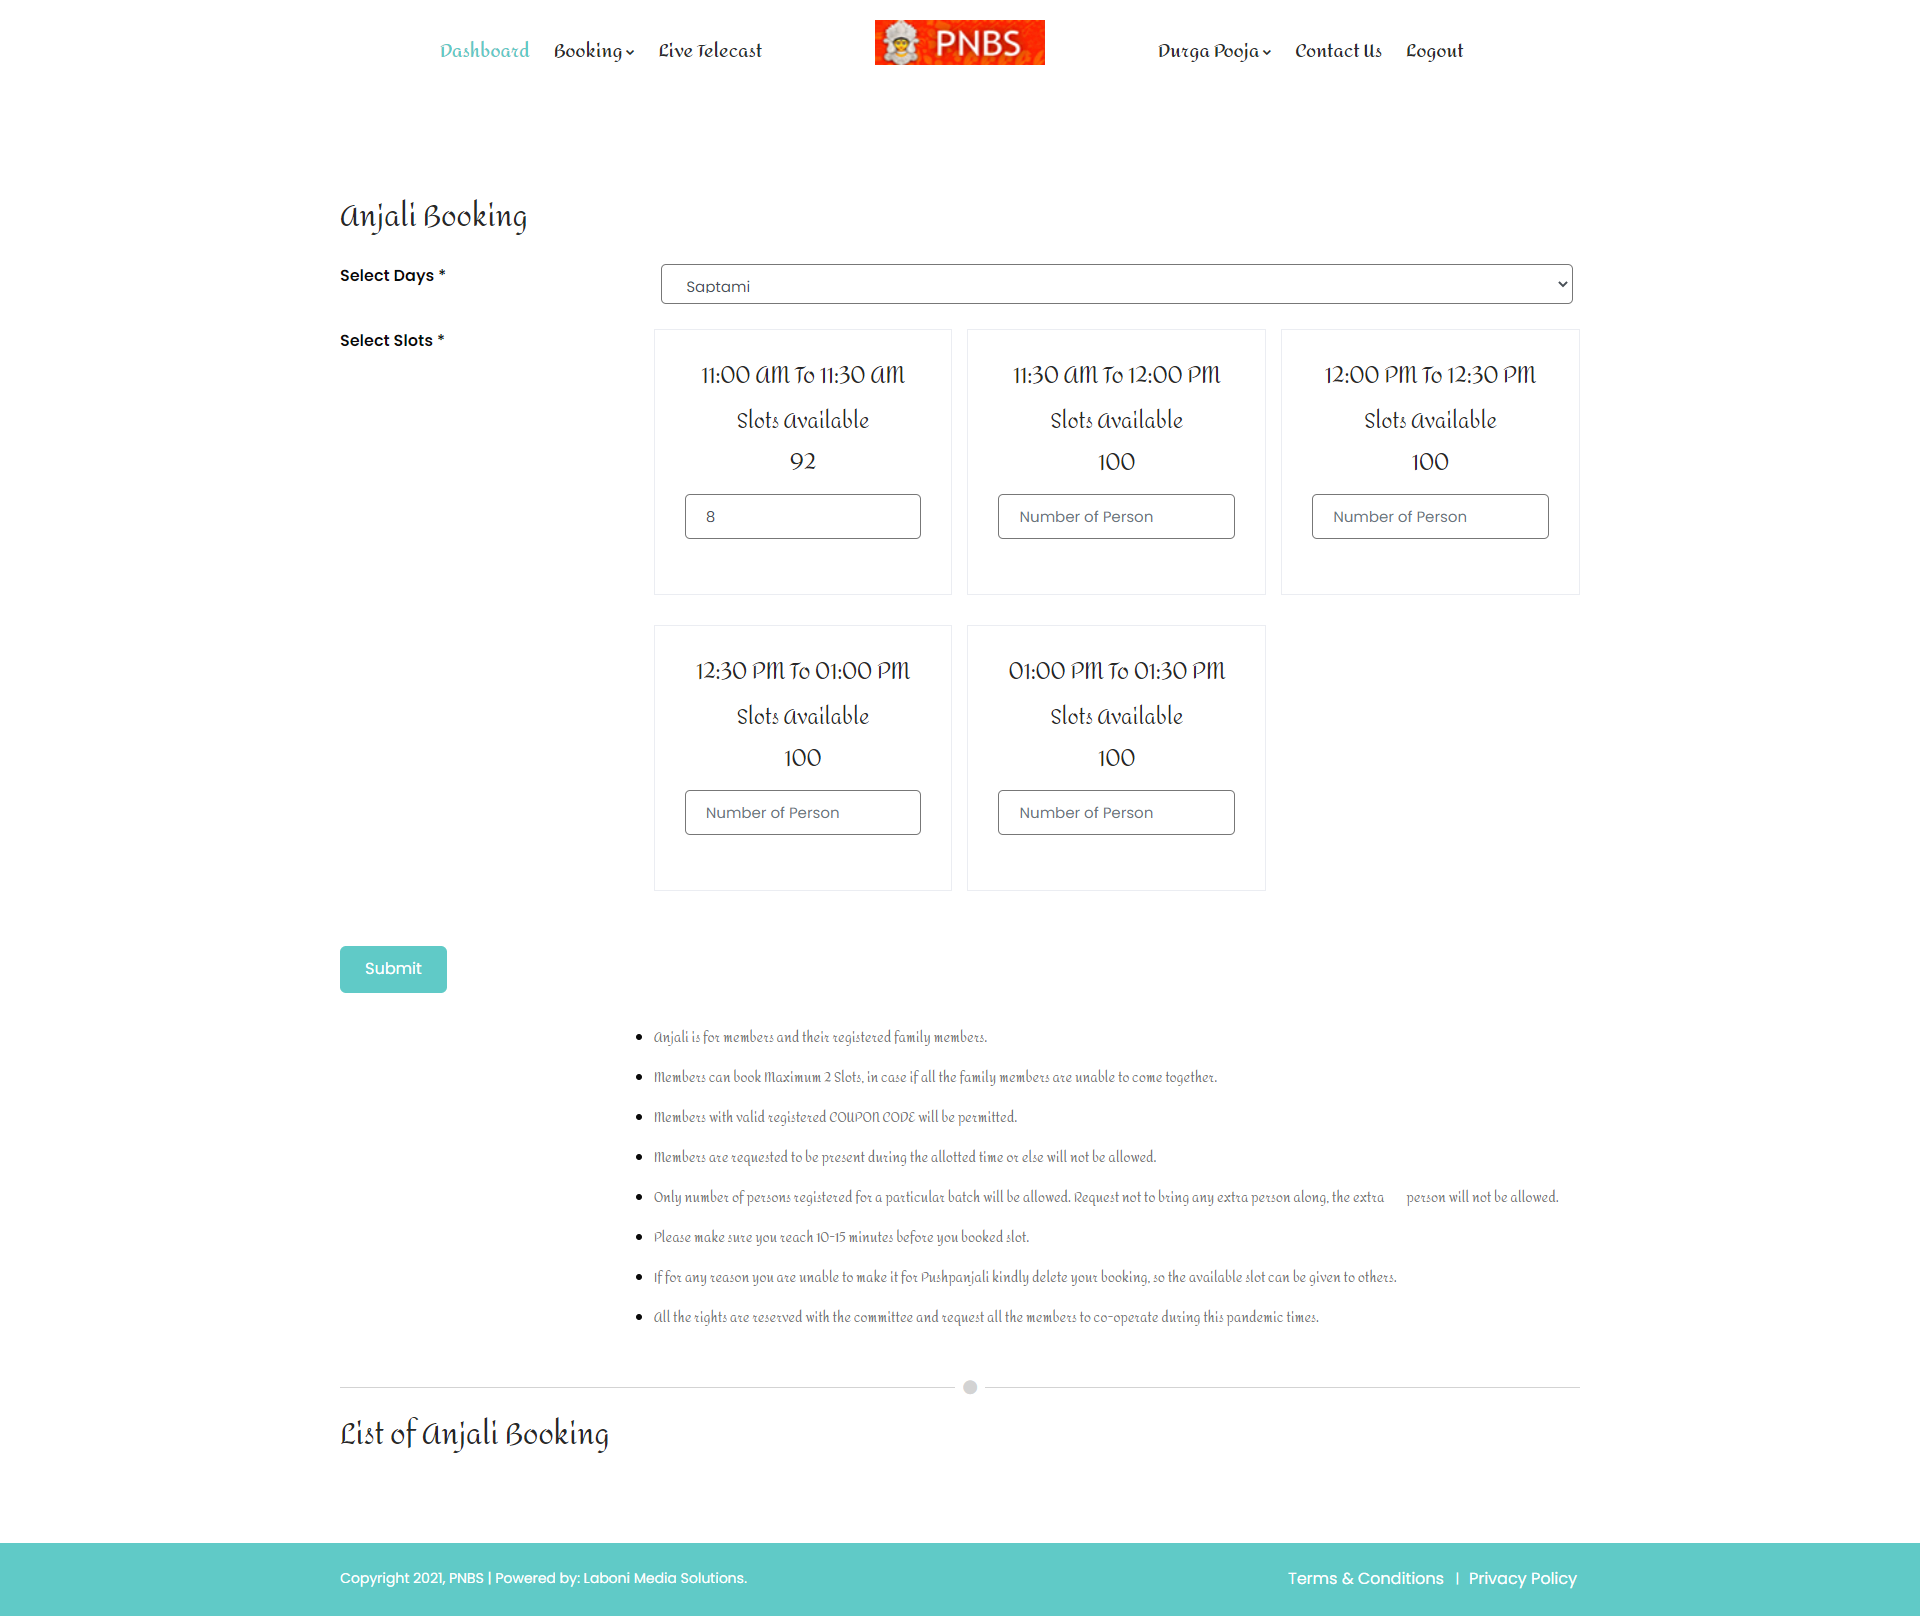 Dashboard Booking Live Telecast PNBS Durga Pooja Contact Us Logout
Anjali Booking
Select Days *
Saptami
Select Slots *
11:00 AM To 11:30 AM
Slots Available
92
8
11:30 AM To 12:00 PM
Slots Available
100
Number of Person
12:00 PM To 12:30 PM
Slots Available
100
Number of Person
12:30 PM To 01:00 PM
Slots Available
100
Number of Person
01:00 PM To 01:30 PM
Slots Available
100
Number of Person
Submit
Anjali is for members and their registered family members.
Members can book Maximum 2 Slots, in case if all the family members are unable to come together.
Members with valid registered COUPON CODE will be permitted.
Members are requested to be present during the allotted time or else will not be allowed.
Only number of persons registered for a particular batch will be allowed. Request not to bring any extra person along, the extra person will not be allowed.
Please make sure you reach 10-15 minutes before you booked slot.
If for any reason you are unable to make it for Pushpanjali kindly delete your booking, so the available slot can be given to others.
All the rights are reserved with the committee and request all the members to co-operate during this pandemic times.
List of Anjali Booking
Copyright 2021, PNBS | Powered by: Laboni Media Solutions.
Terms & Conditions | Privacy Policy